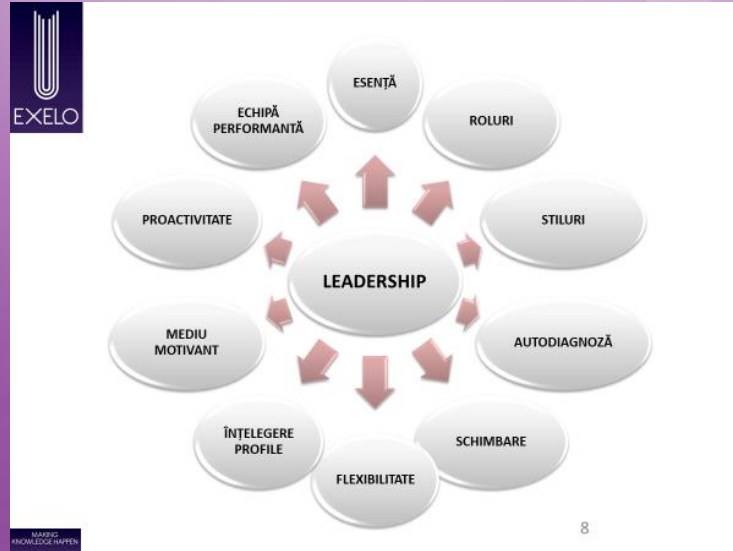 EXELO
ESENȚĂ
ROLURI
STILURI
AUTODIAGNOZĂ
SCHIMBARE
FLEXIBILITATE
ÎNȚELEGERE
PROFILE
MEDIU
MOTIVANT
PROACTIVITATE
ECHIPĂ
PERFORMANTĂ
LEADERSHIP
MAKING
KNOWLEDGE HAPPEN
8